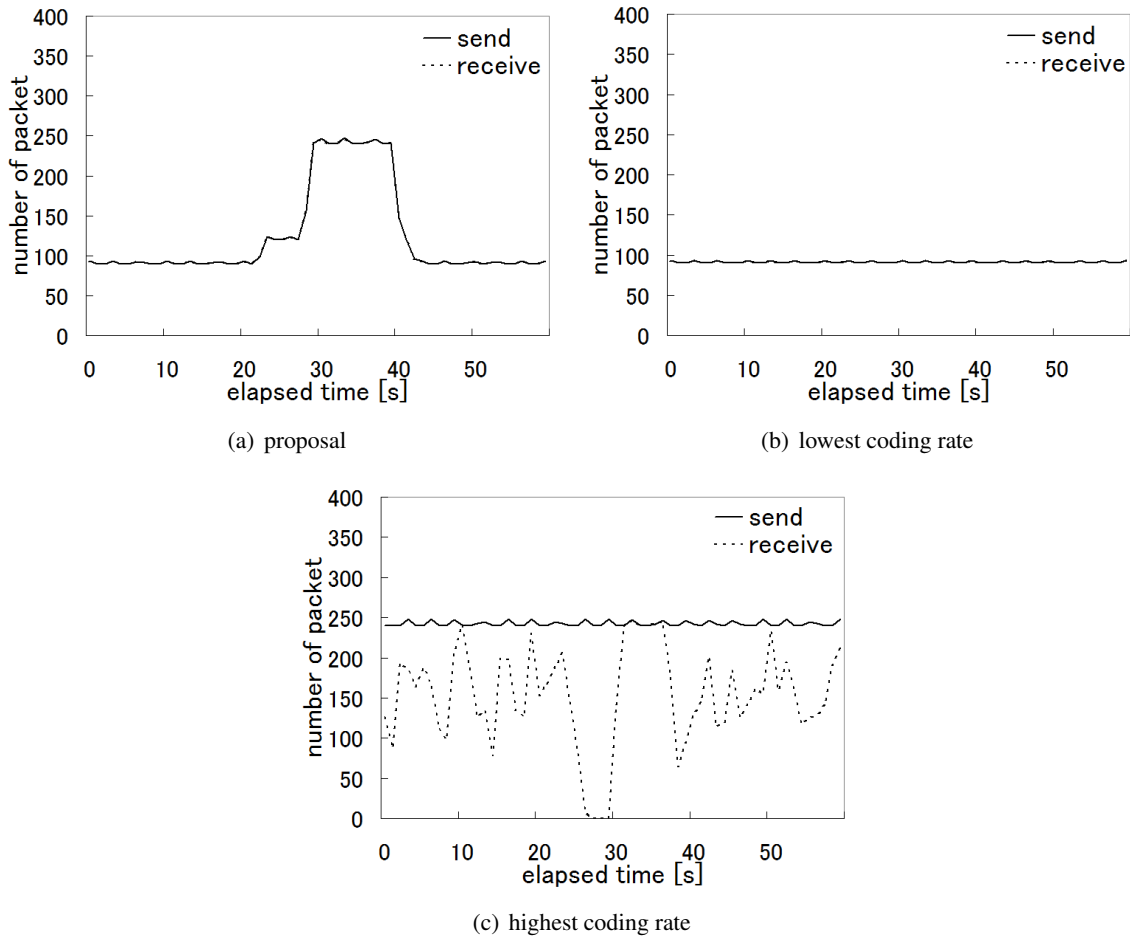 400
350
300
250
200
150
100
50
0
number of packet
send
receive
0 10 20 30 40 50
elapsed time [s]
(a) proposal
400
350
300
250
200
150
100
50
0
number of packet
send
receive
0 10 20 30 40 50
elapsed time [s]
(b) lowest coding rate
400
350
300
250
200
150
100
50
0
number of packet
send
receive
0 10 20 30 40 50
elapsed time [s]
(c) highest coding rate